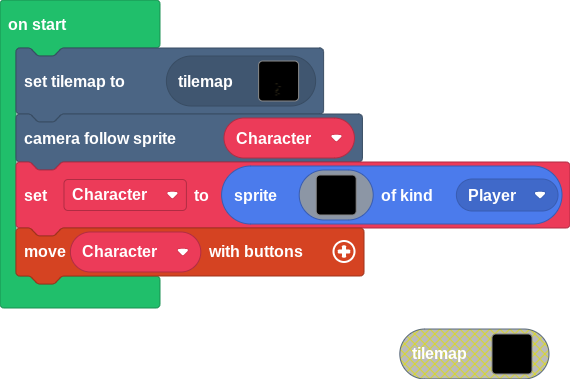 on start
set tilemap to tilemap
camera follow sprite Character
set Character to sprite of kind Player
move Character with buttons
tilemap